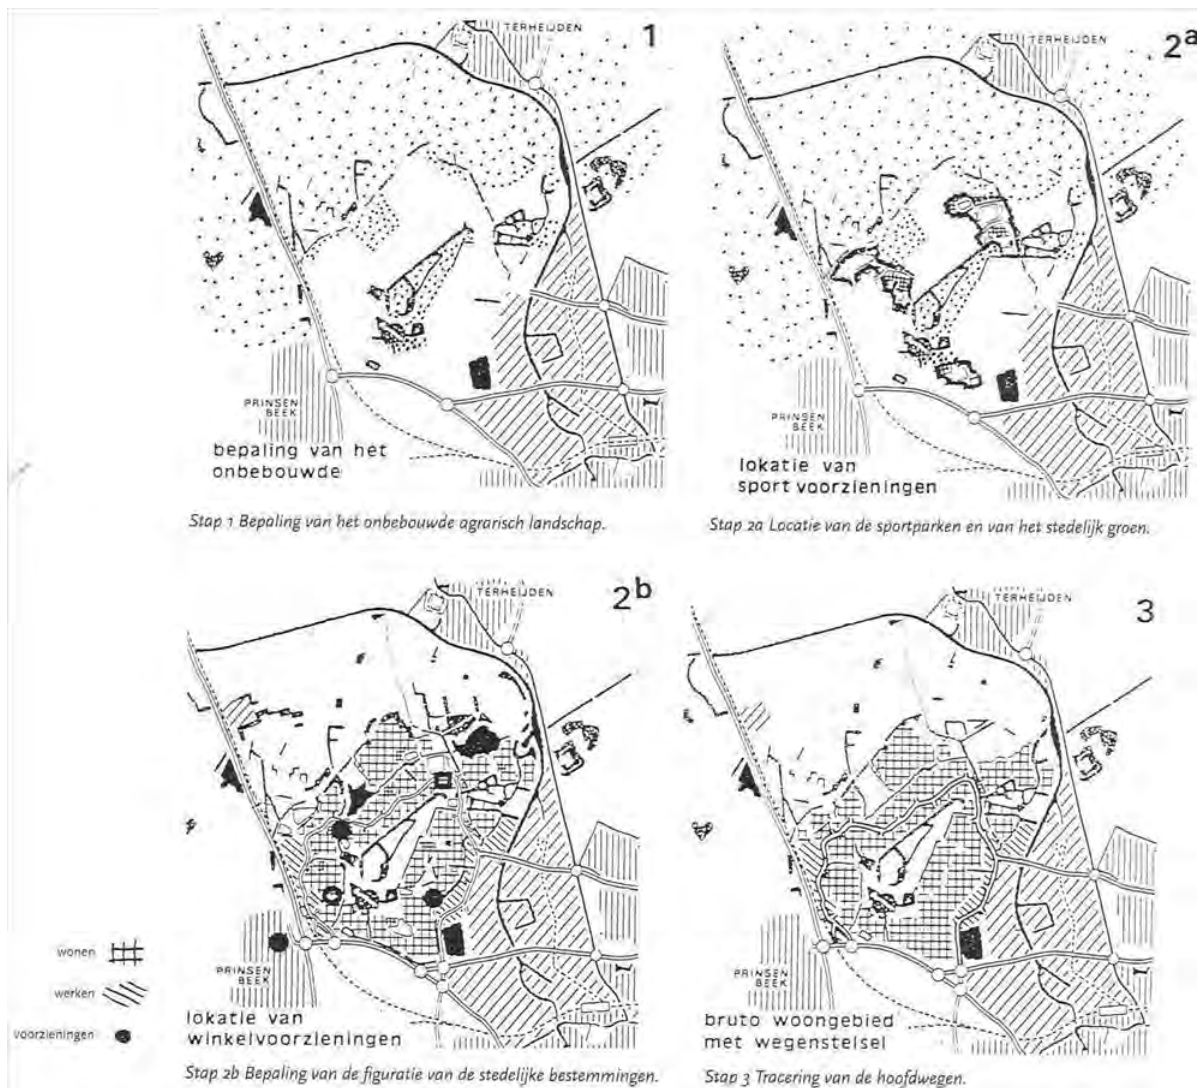 TERHEIJDEN
1
PRINSEN
BEEK
bepaling van het
onbebouwde
Stap 1 Bepaling van het onbebouwde agrarisch landschap.
TERHEIJDEN
2a
PRINSEN
BEEK
lokatie van
sport voorzieningen
Stap 2a Locatie van de sportparken en van het stedelijk groen.
TERHEIJDEN
2b
PRINSEN
BEEK
lokatie van
winkelvoorzieningen
Stap 2b Bepaling van de figuratie van de stedelijke bestemmingen.
TERHEIJDEN
3
PRINSEN
BEEK
bruto woongebied
met wegenstelsel
Stap 3 Tracering van de hoofdwegen.
wonen
werken
voorzieningen